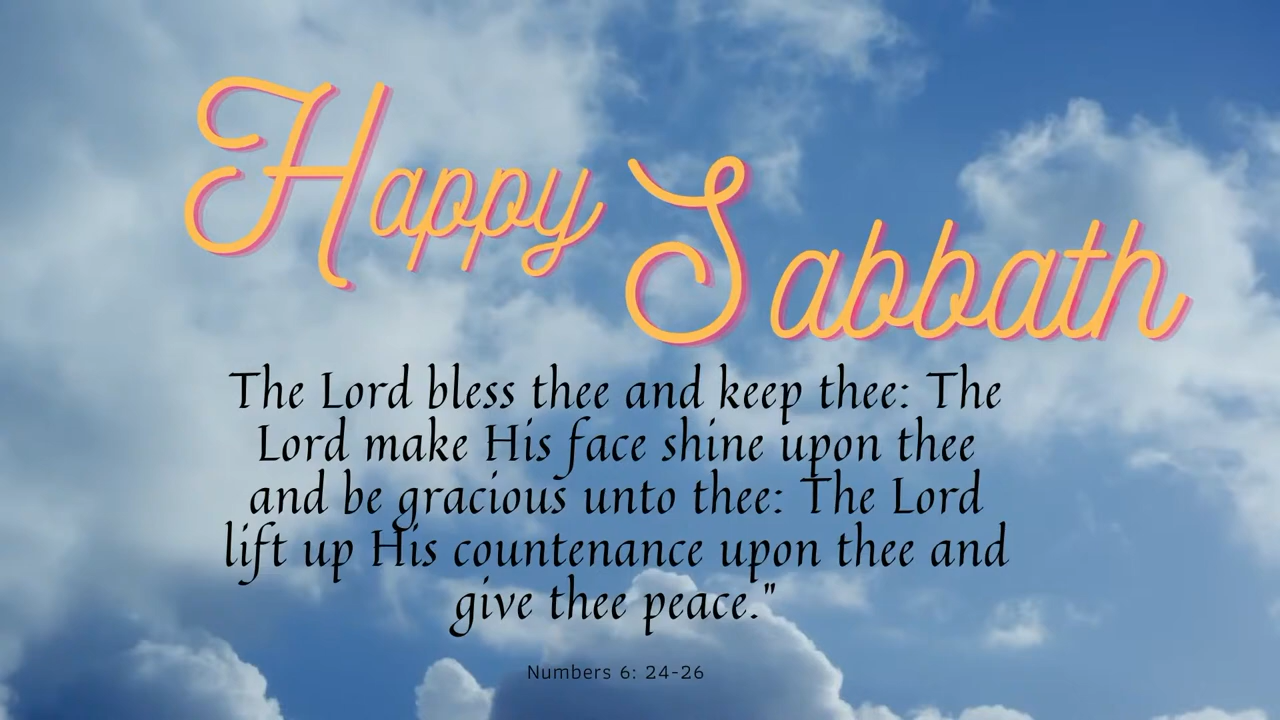 Happy Sabbath
The Lord bless thee and keep thee: The
Lord make His face shine upon thee
and be gracious unto thee: The Lord
lift up His countenance upon thee and
give thee peace."
Numbers 6: 24-26